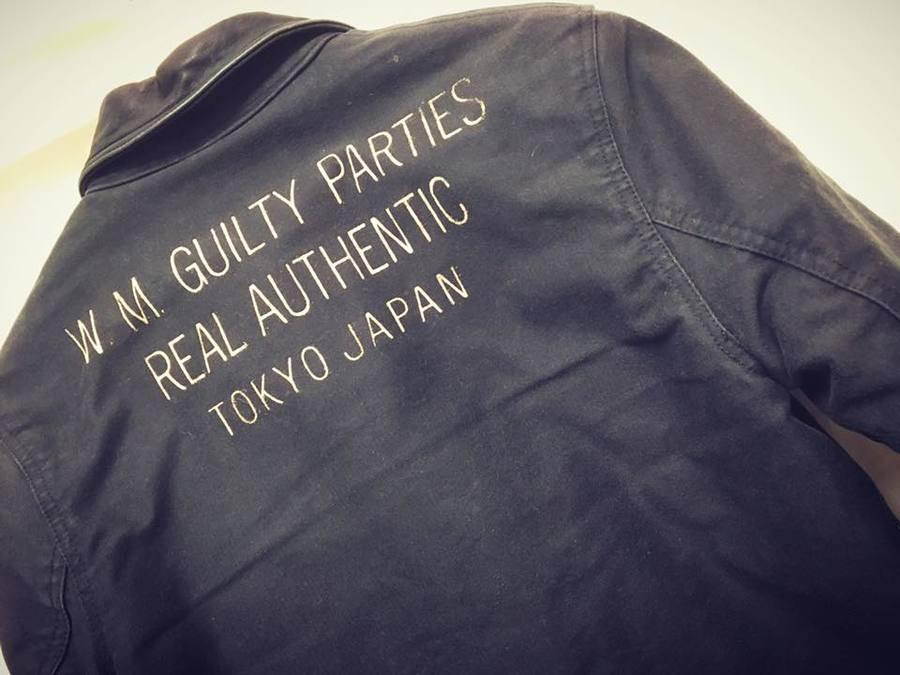 W. M. GUILTY PARTIES
REAL AUTHENTIC
TOKYO JAPAN